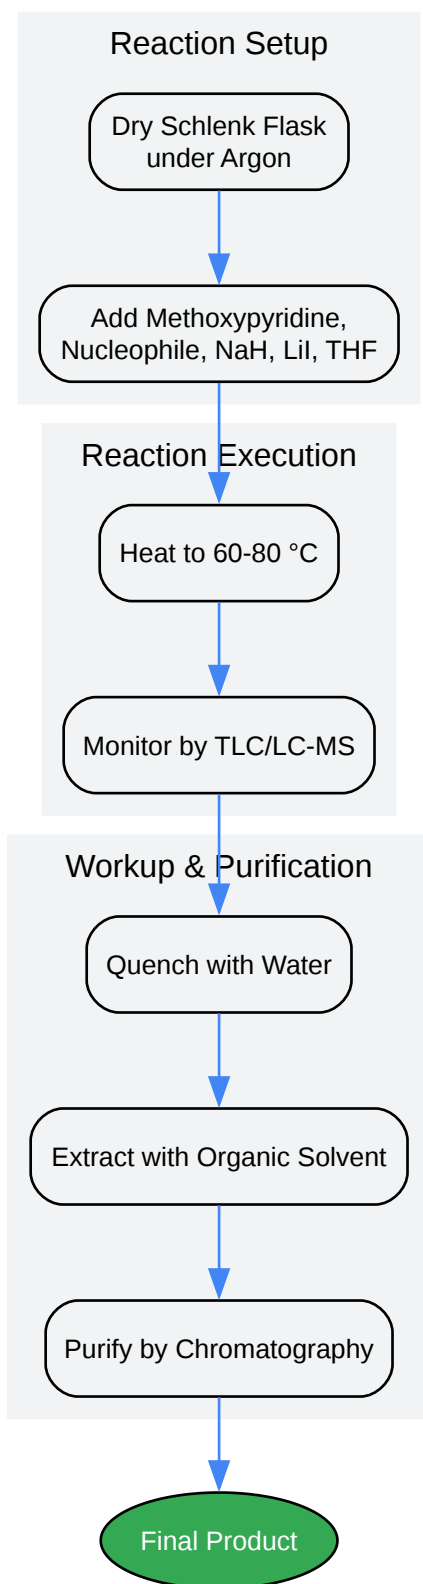 Reaction Setup
Dry Schlenk Flask
under Argon
Add Methoxypyridine,
Nucleophile, NaH, LiI, THF
Reaction Execution
Heat to 60-80 °C
Monitor by TLC/LC-MS
Workup & Purification
Quench with Water
Extract with Organic Solvent
Purify by Chromatography
Final Product